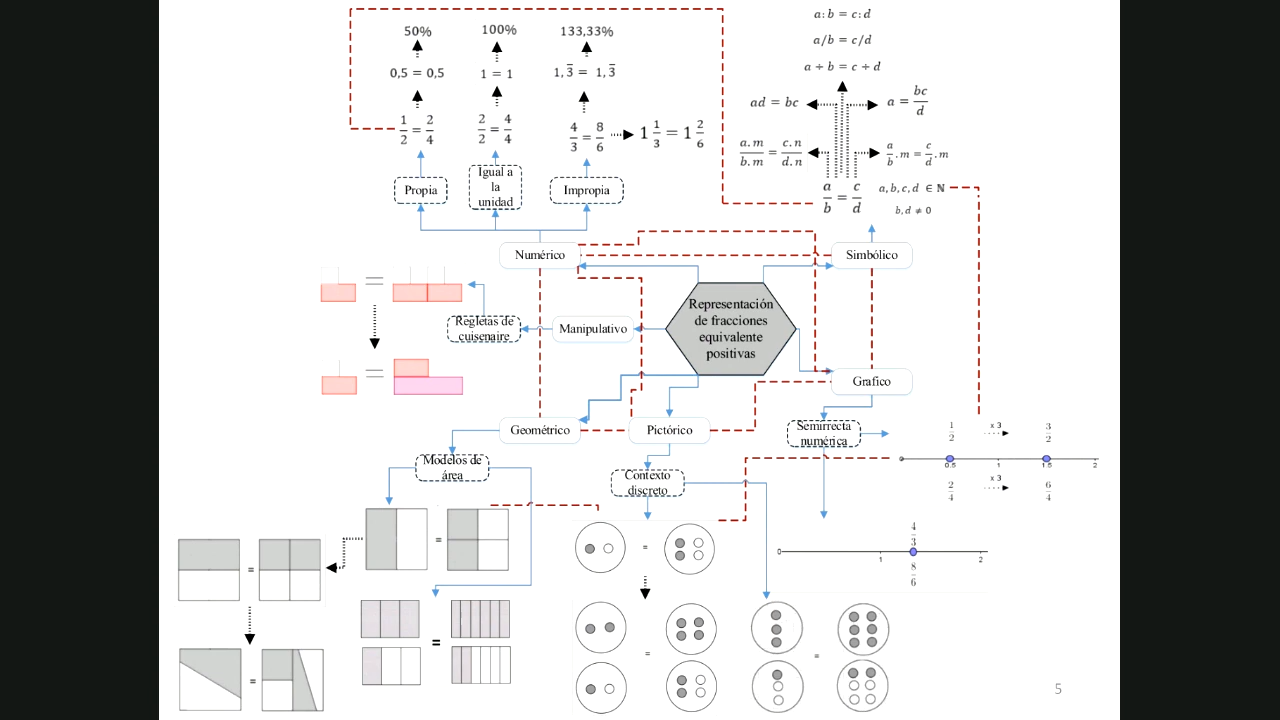 50%
100%
133,33%
0,5 = 0,5
1 = 1
1,3̅ = 1,3̅
1/2 = 2/4
2/2 = 4/4
4/3 = 8/6
1 1/3 = 1 2/6
Propia
Igual a
la
unidad
Impropia
a:b = c:d
a/b = c/d
a ÷ b = c ÷ d
ad = bc
a = bc/d
a.m/b.m = c.n/d.n
a/b .m = c/d .m
a/b = c/d
a, b, c, d ∈ ℕ
b, d ≠ 0
Numérico
Simbólico
Representación
de fracciones
equivalente
positivas
=
Regletas de
cuisenaire
Manipulativo
=
Grafico
Geométrico
Pictórico
Semirrecta
numérica
1/2
x 3
3/2
0
0.5
1
1.5
2
2/4
x 3
6/4
Modelos de
área
Contexto
discreto
=
=
=
4/3
0
1
2
8/6
=
=
=
=
=
5